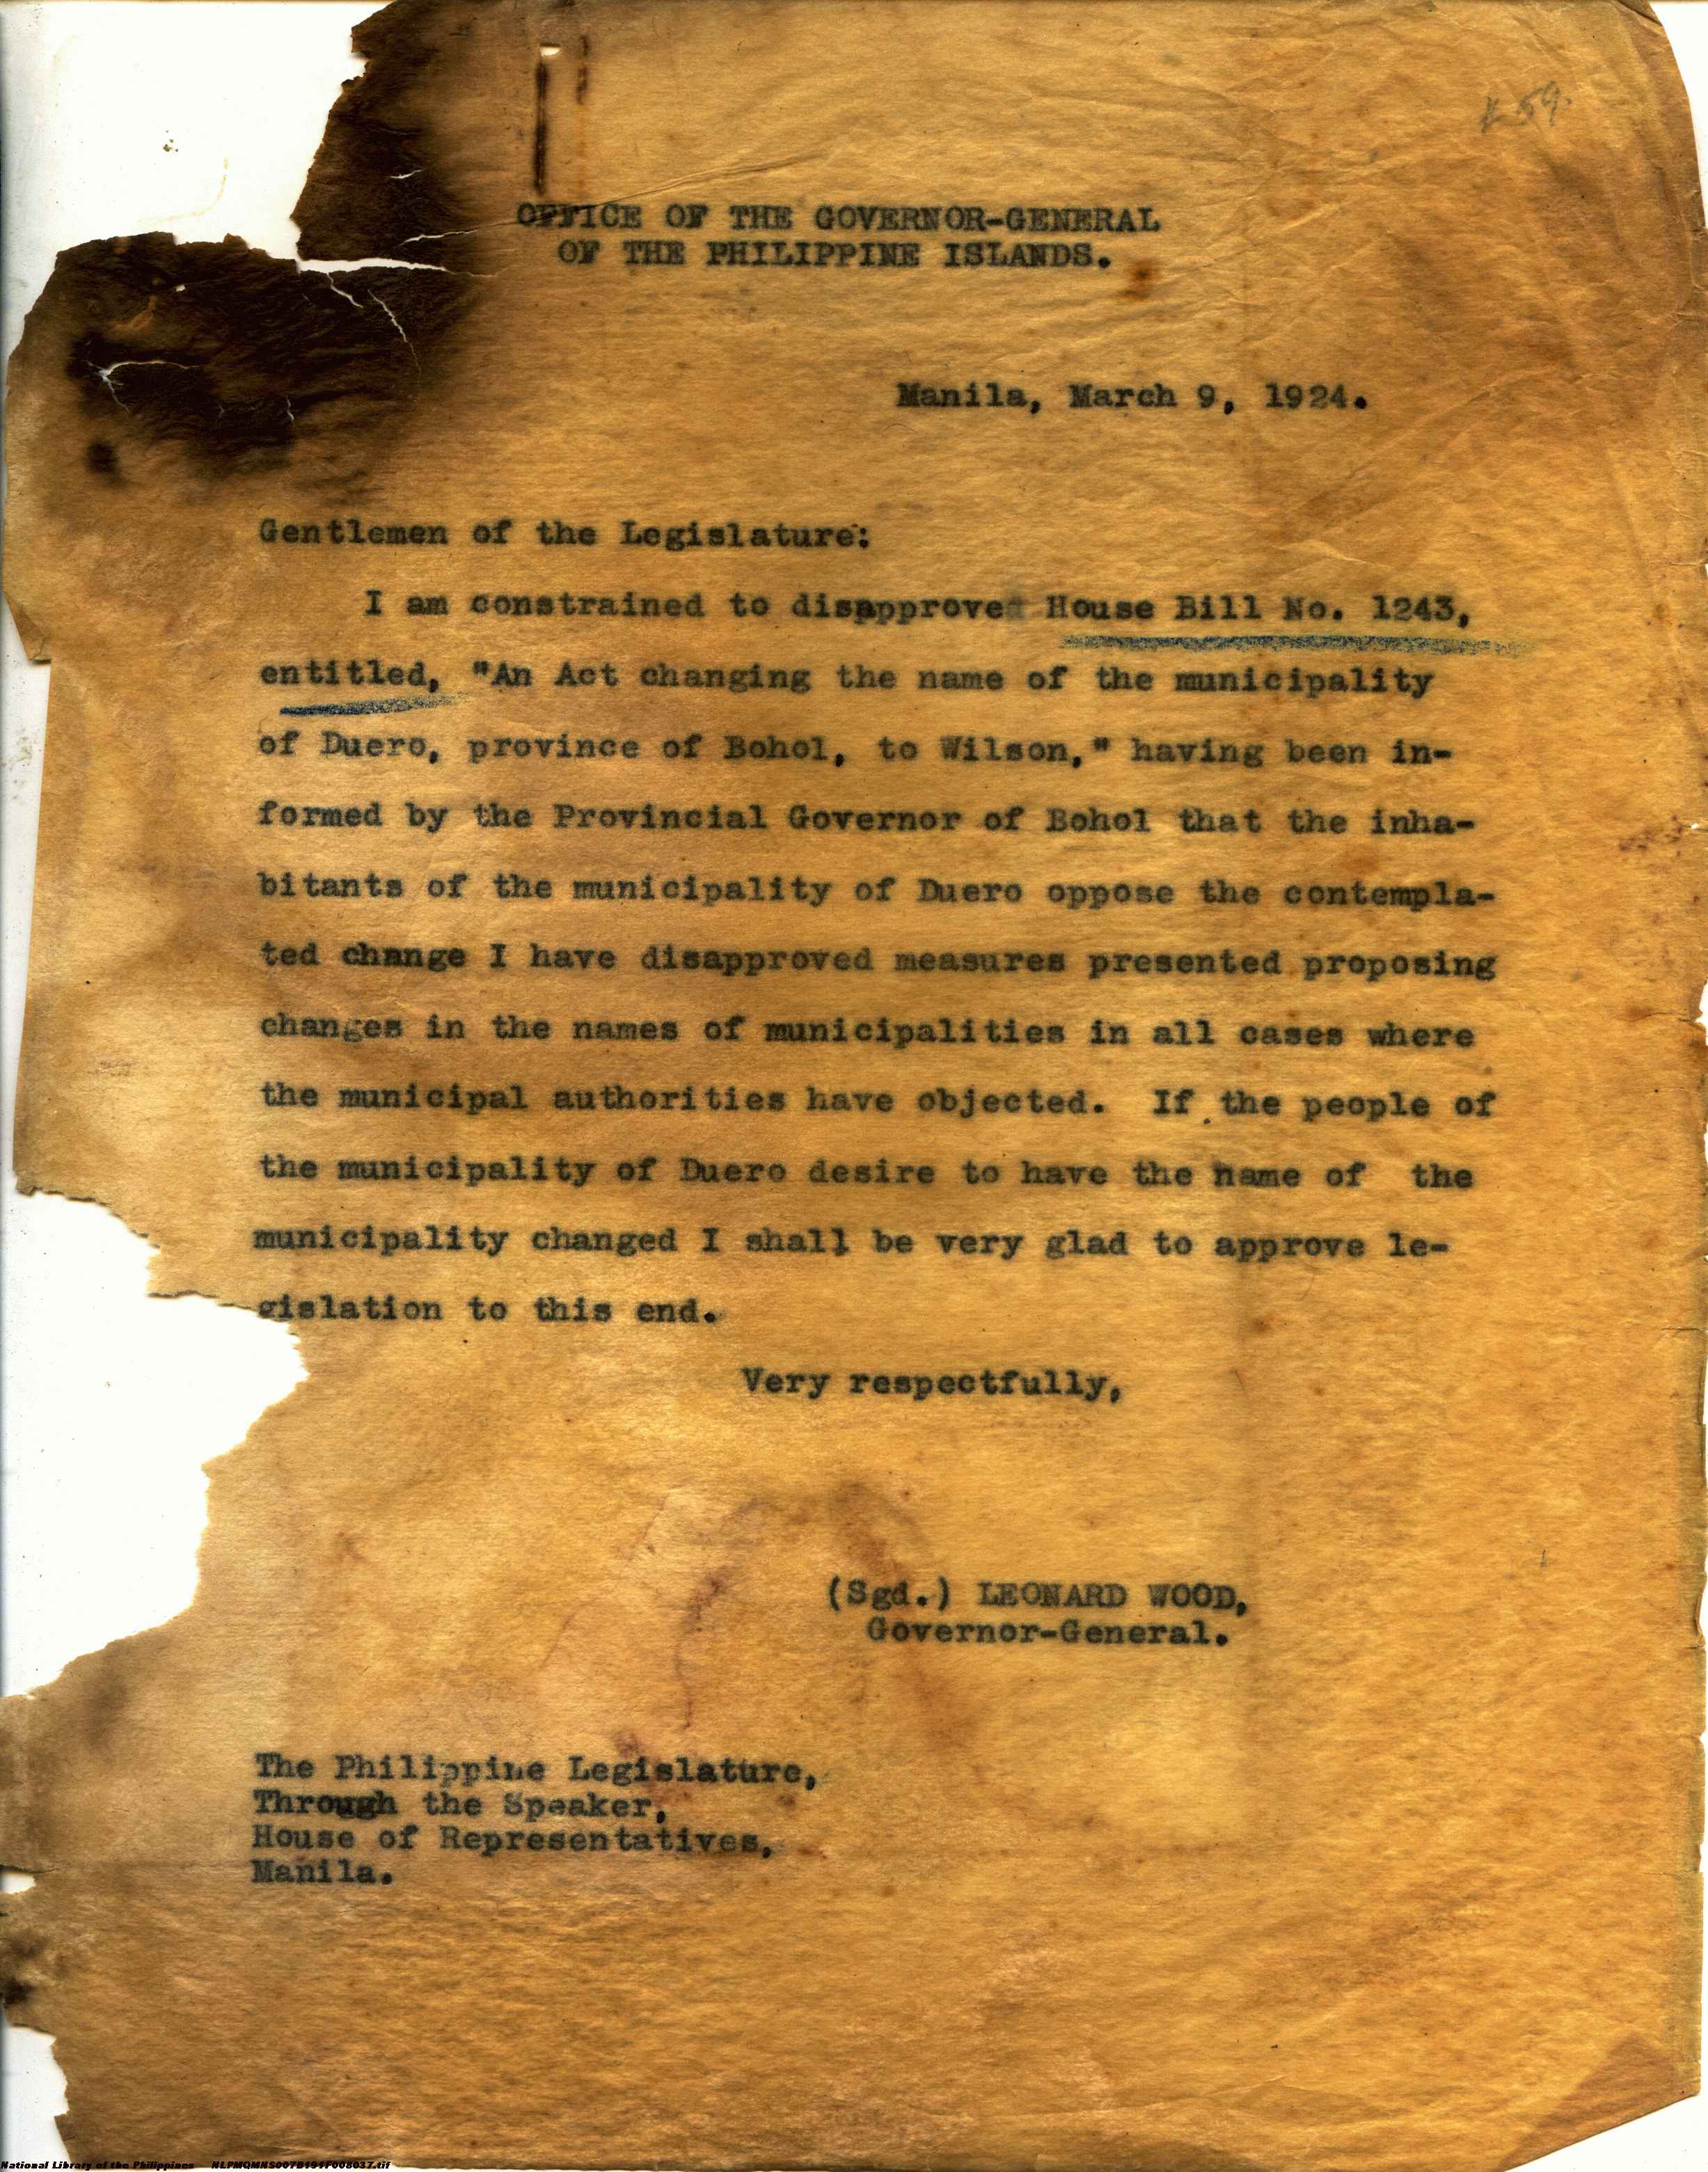 59.
OFFICE OF THE GOVERNOR-GENERAL
OF THE PHILIPPINE ISLANDS.
Manila, March 9, 1924.
Gentlemen of the Legislature:
I am constrained to disapprove House Bill No. 1243,
entitled, "An Act changing the name of the municipality
of Duero, province of Bohol, to Wilson," having been in-
formed by the Provincial Governor of Bohol that the inha-
bitants of the municipality of Duero oppose the contempla-
ted change I have disapproved measures presented proposing
changes in the names of municipalities in all cases where
the municipal authorities have objected. If the people of
the municipality of Duero desire to have the name of the
municipality changed I shall be very glad to approve le-
gislation to this end.
Very respectfully,
(Sgd.) LEONARD WOOD,
Governor-General.
The Philippine Legislature,
Through the Speaker,
House of Representatives,
Manila.
National Library of the Philippines